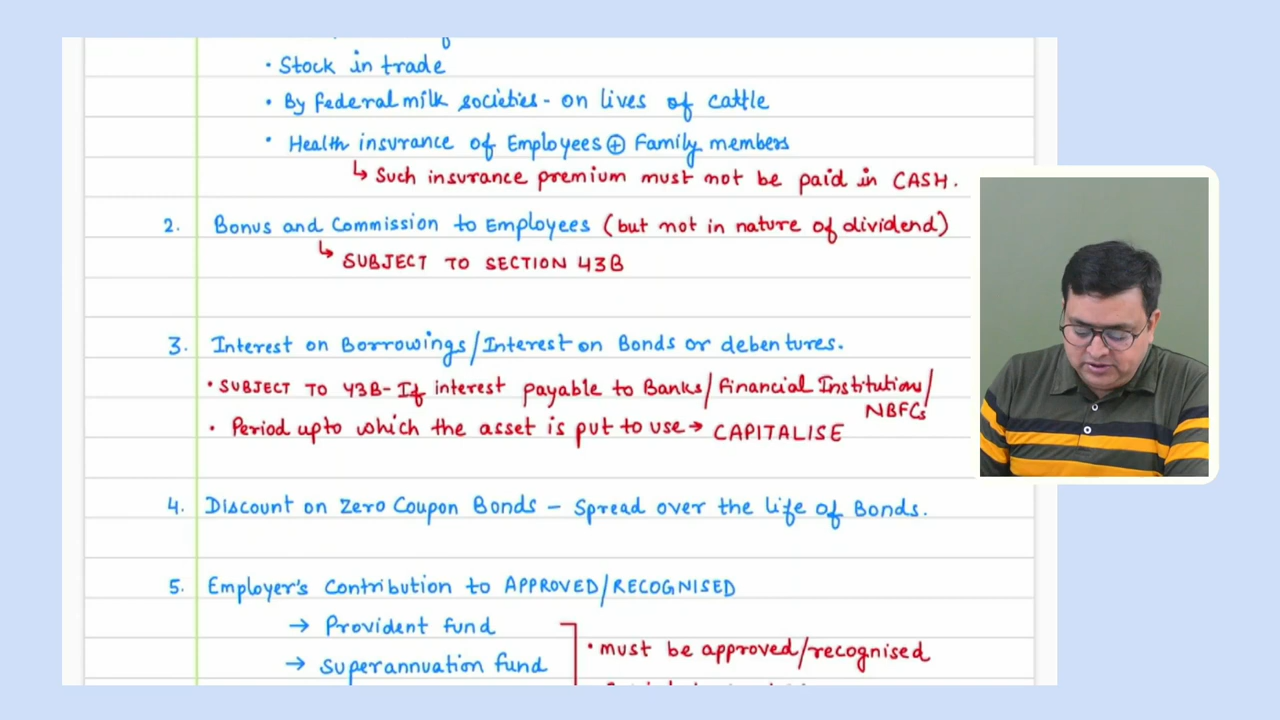 • Stock in trade
• By federal milk societies - on lives of cattle
• Health insurance of Employees ⊕ Family members
↳ Such insurance premium must not be paid in CASH.
2. Bonus and Commission to Employees (but not in nature of dividend)
↳ SUBJECT TO SECTION 43B
3. Interest on Borrowings/Interest on Bonds or debentures.
• SUBJECT TO 43B- If interest payable to Banks/Financial Institution/
NBFCs
• Period upto which the asset is put to use → CAPITALISE
4. Discount on Zero Coupon Bonds – Spread over the life of Bonds.
5. Employer's Contribution to APPROVED/RECOGNISED
→ Provident fund
→ Superannuation fund
• must be approved/recognised